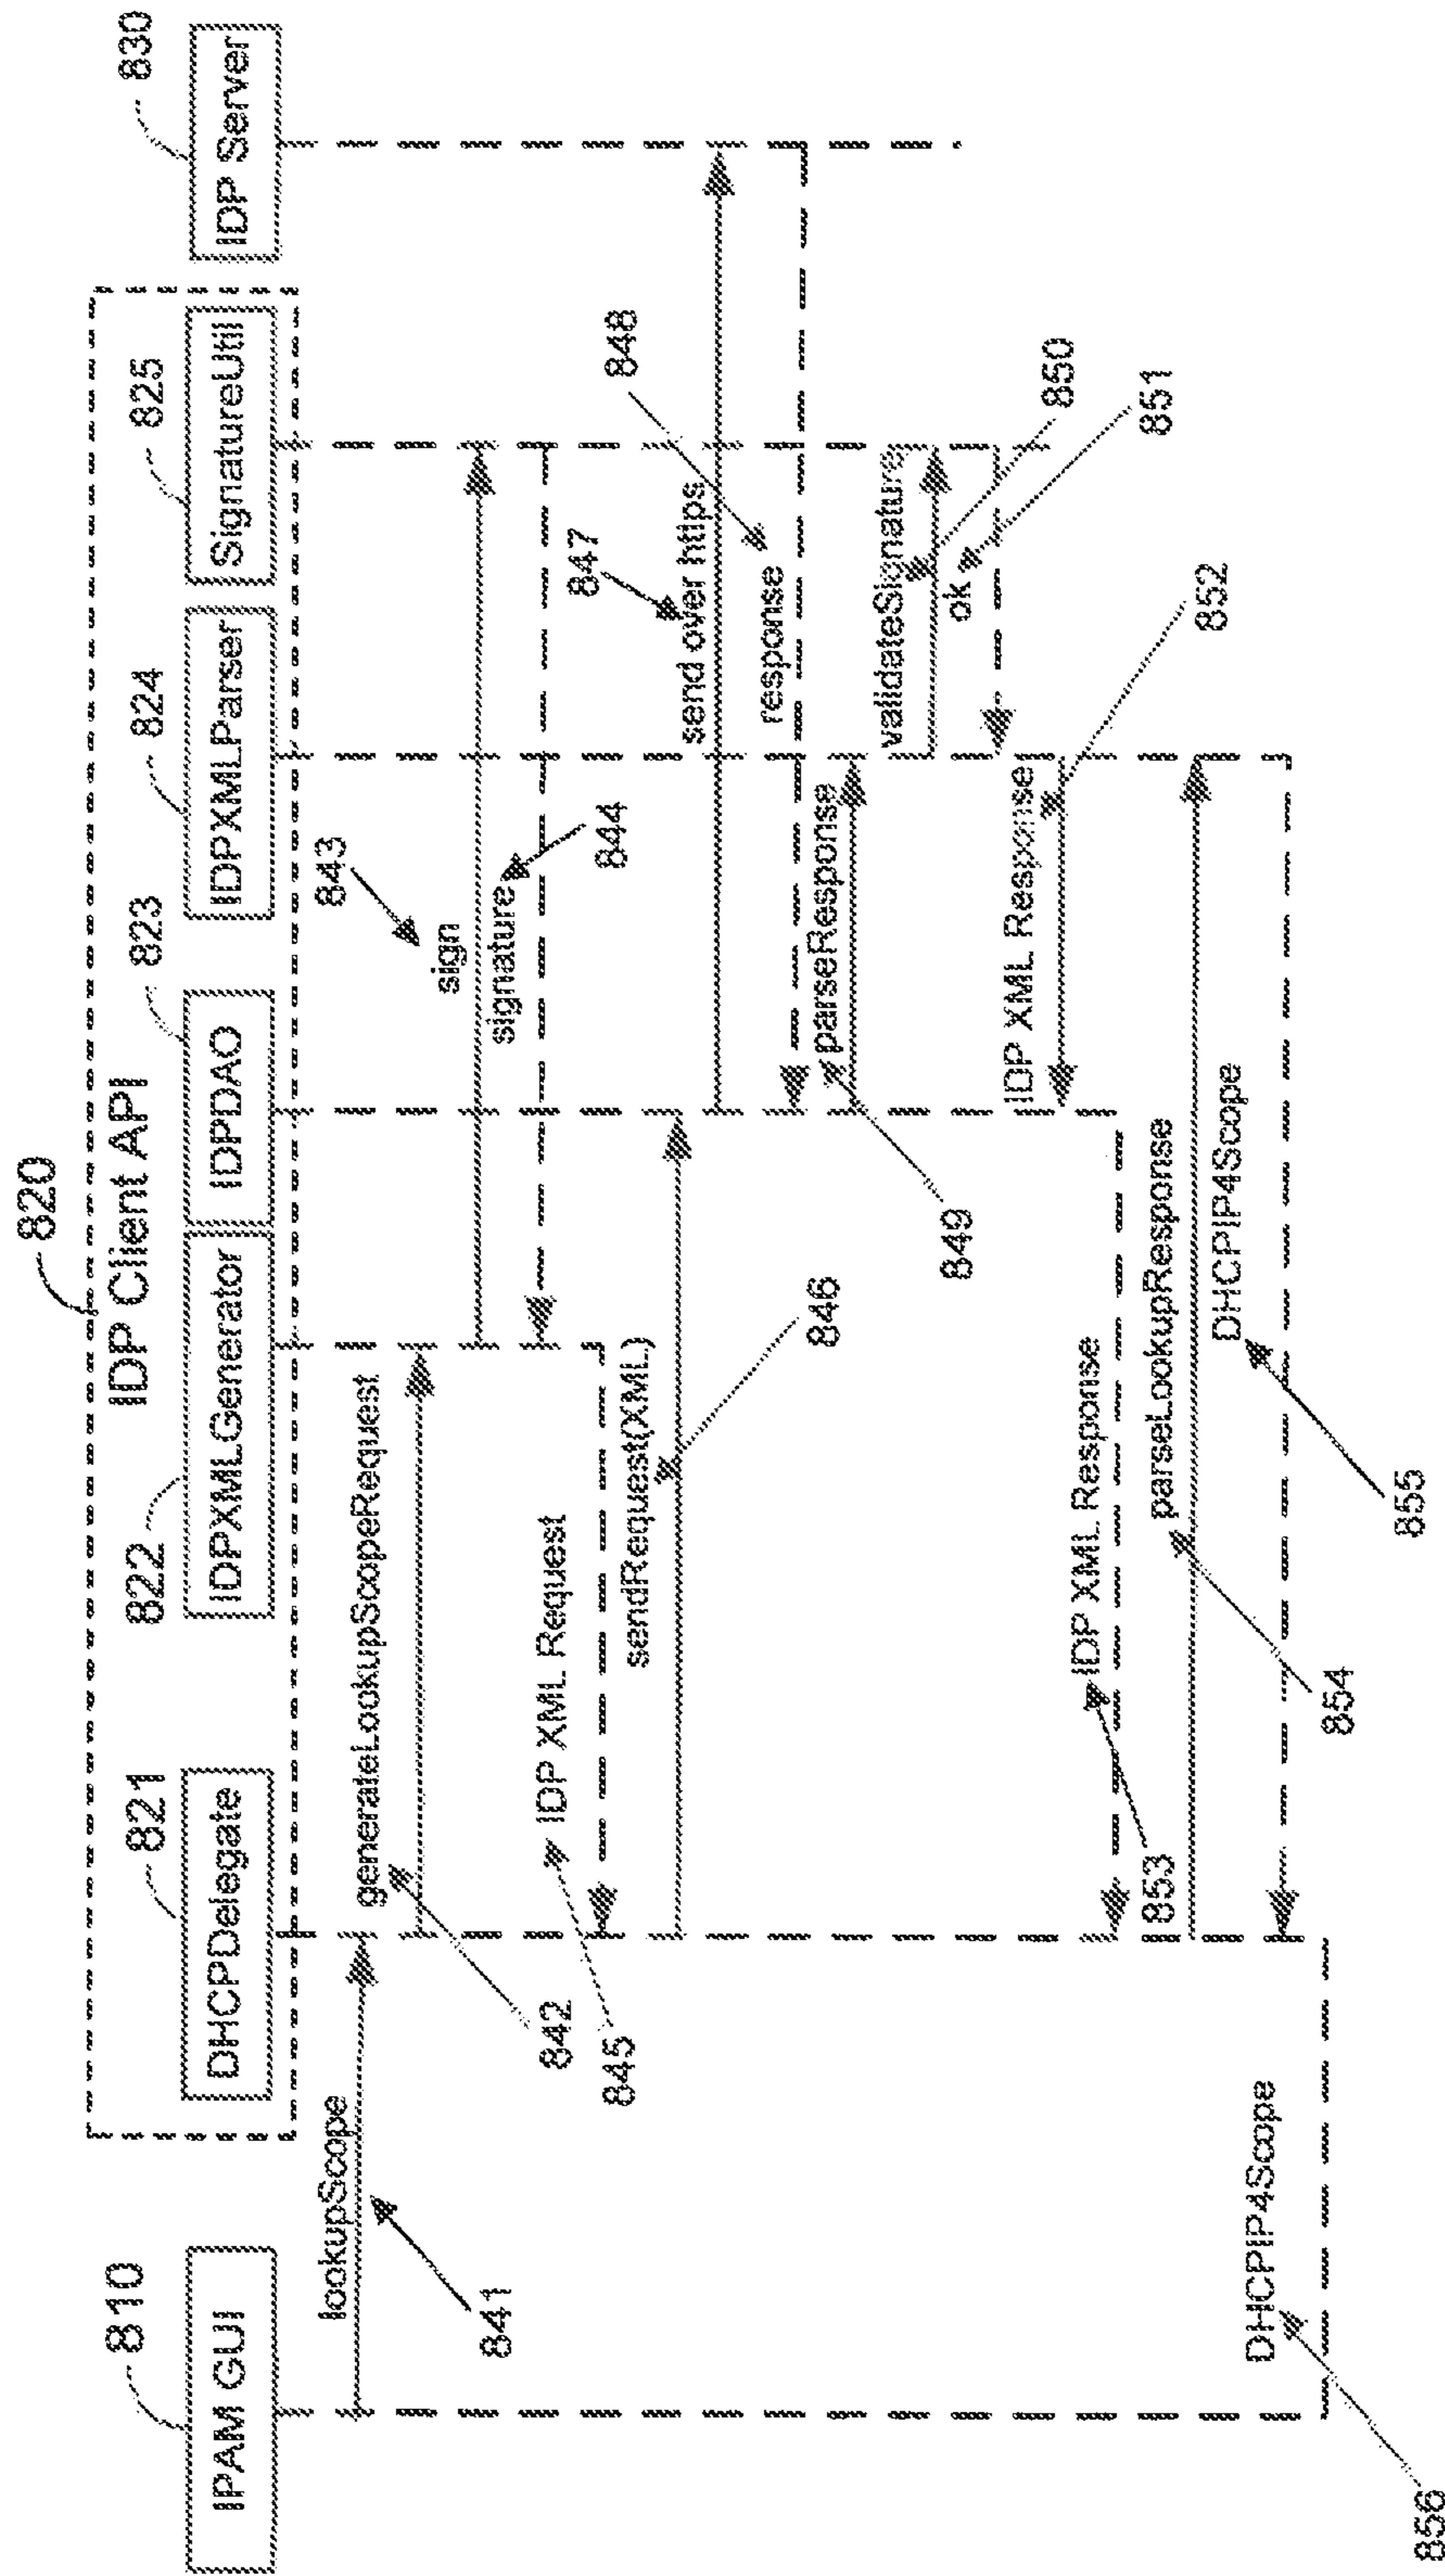 820
IDP Client API
810
821
822
823
824
825
830
IPAM GUI
DHCPDelegate
IDPXMLGenerator
IDPDAO
IDPXMLParser
SignatureUtil
IDP Server
lookupScope
841
generateLookupScopeRequest
842
843
sign
signature
844
IDP XML Request
845
sendRequest(XML)
846
847
send over https
848
response
parseResponse
849
validateSignature
850
ok
851
IDP XML Response
852
IDP XML Response
853
parseLookupResponse
854
DHCPIP4Scope
855
DHCPIP4Scope
856